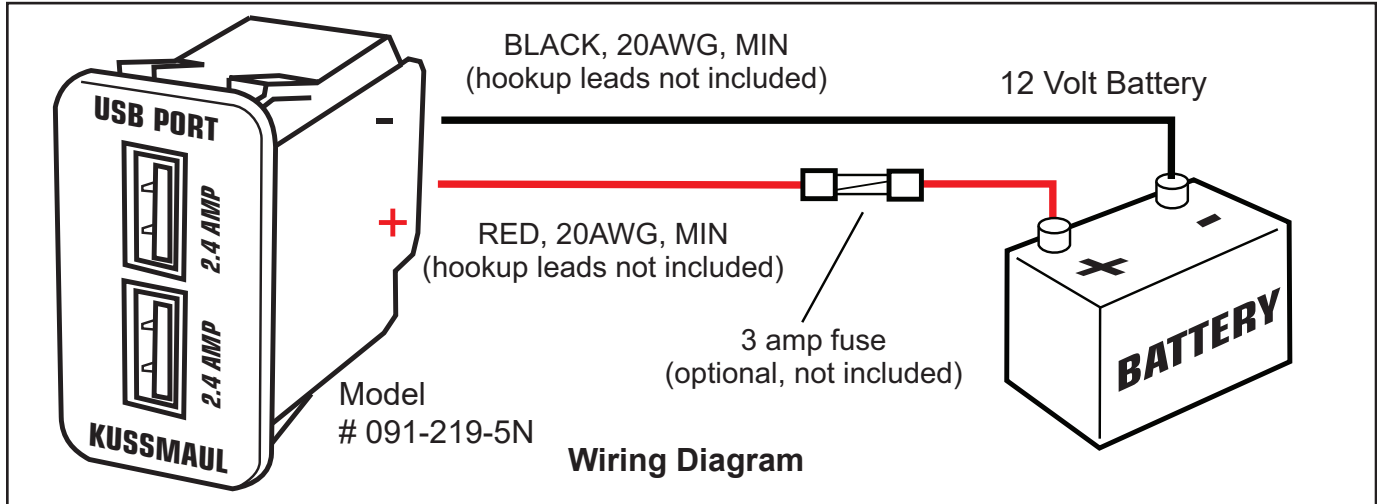 BLACK, 20AWG, MIN
(hookup leads not included)
12 Volt Battery
USB PORT
-
2.4 AMP
+
RED, 20AWG, MIN
(hookup leads not included)
-
+
2.4 AMP
3 amp fuse
(optional, not included)
BATTERY
Model
# 091-219-5N
KUSSMAUL
Wiring Diagram